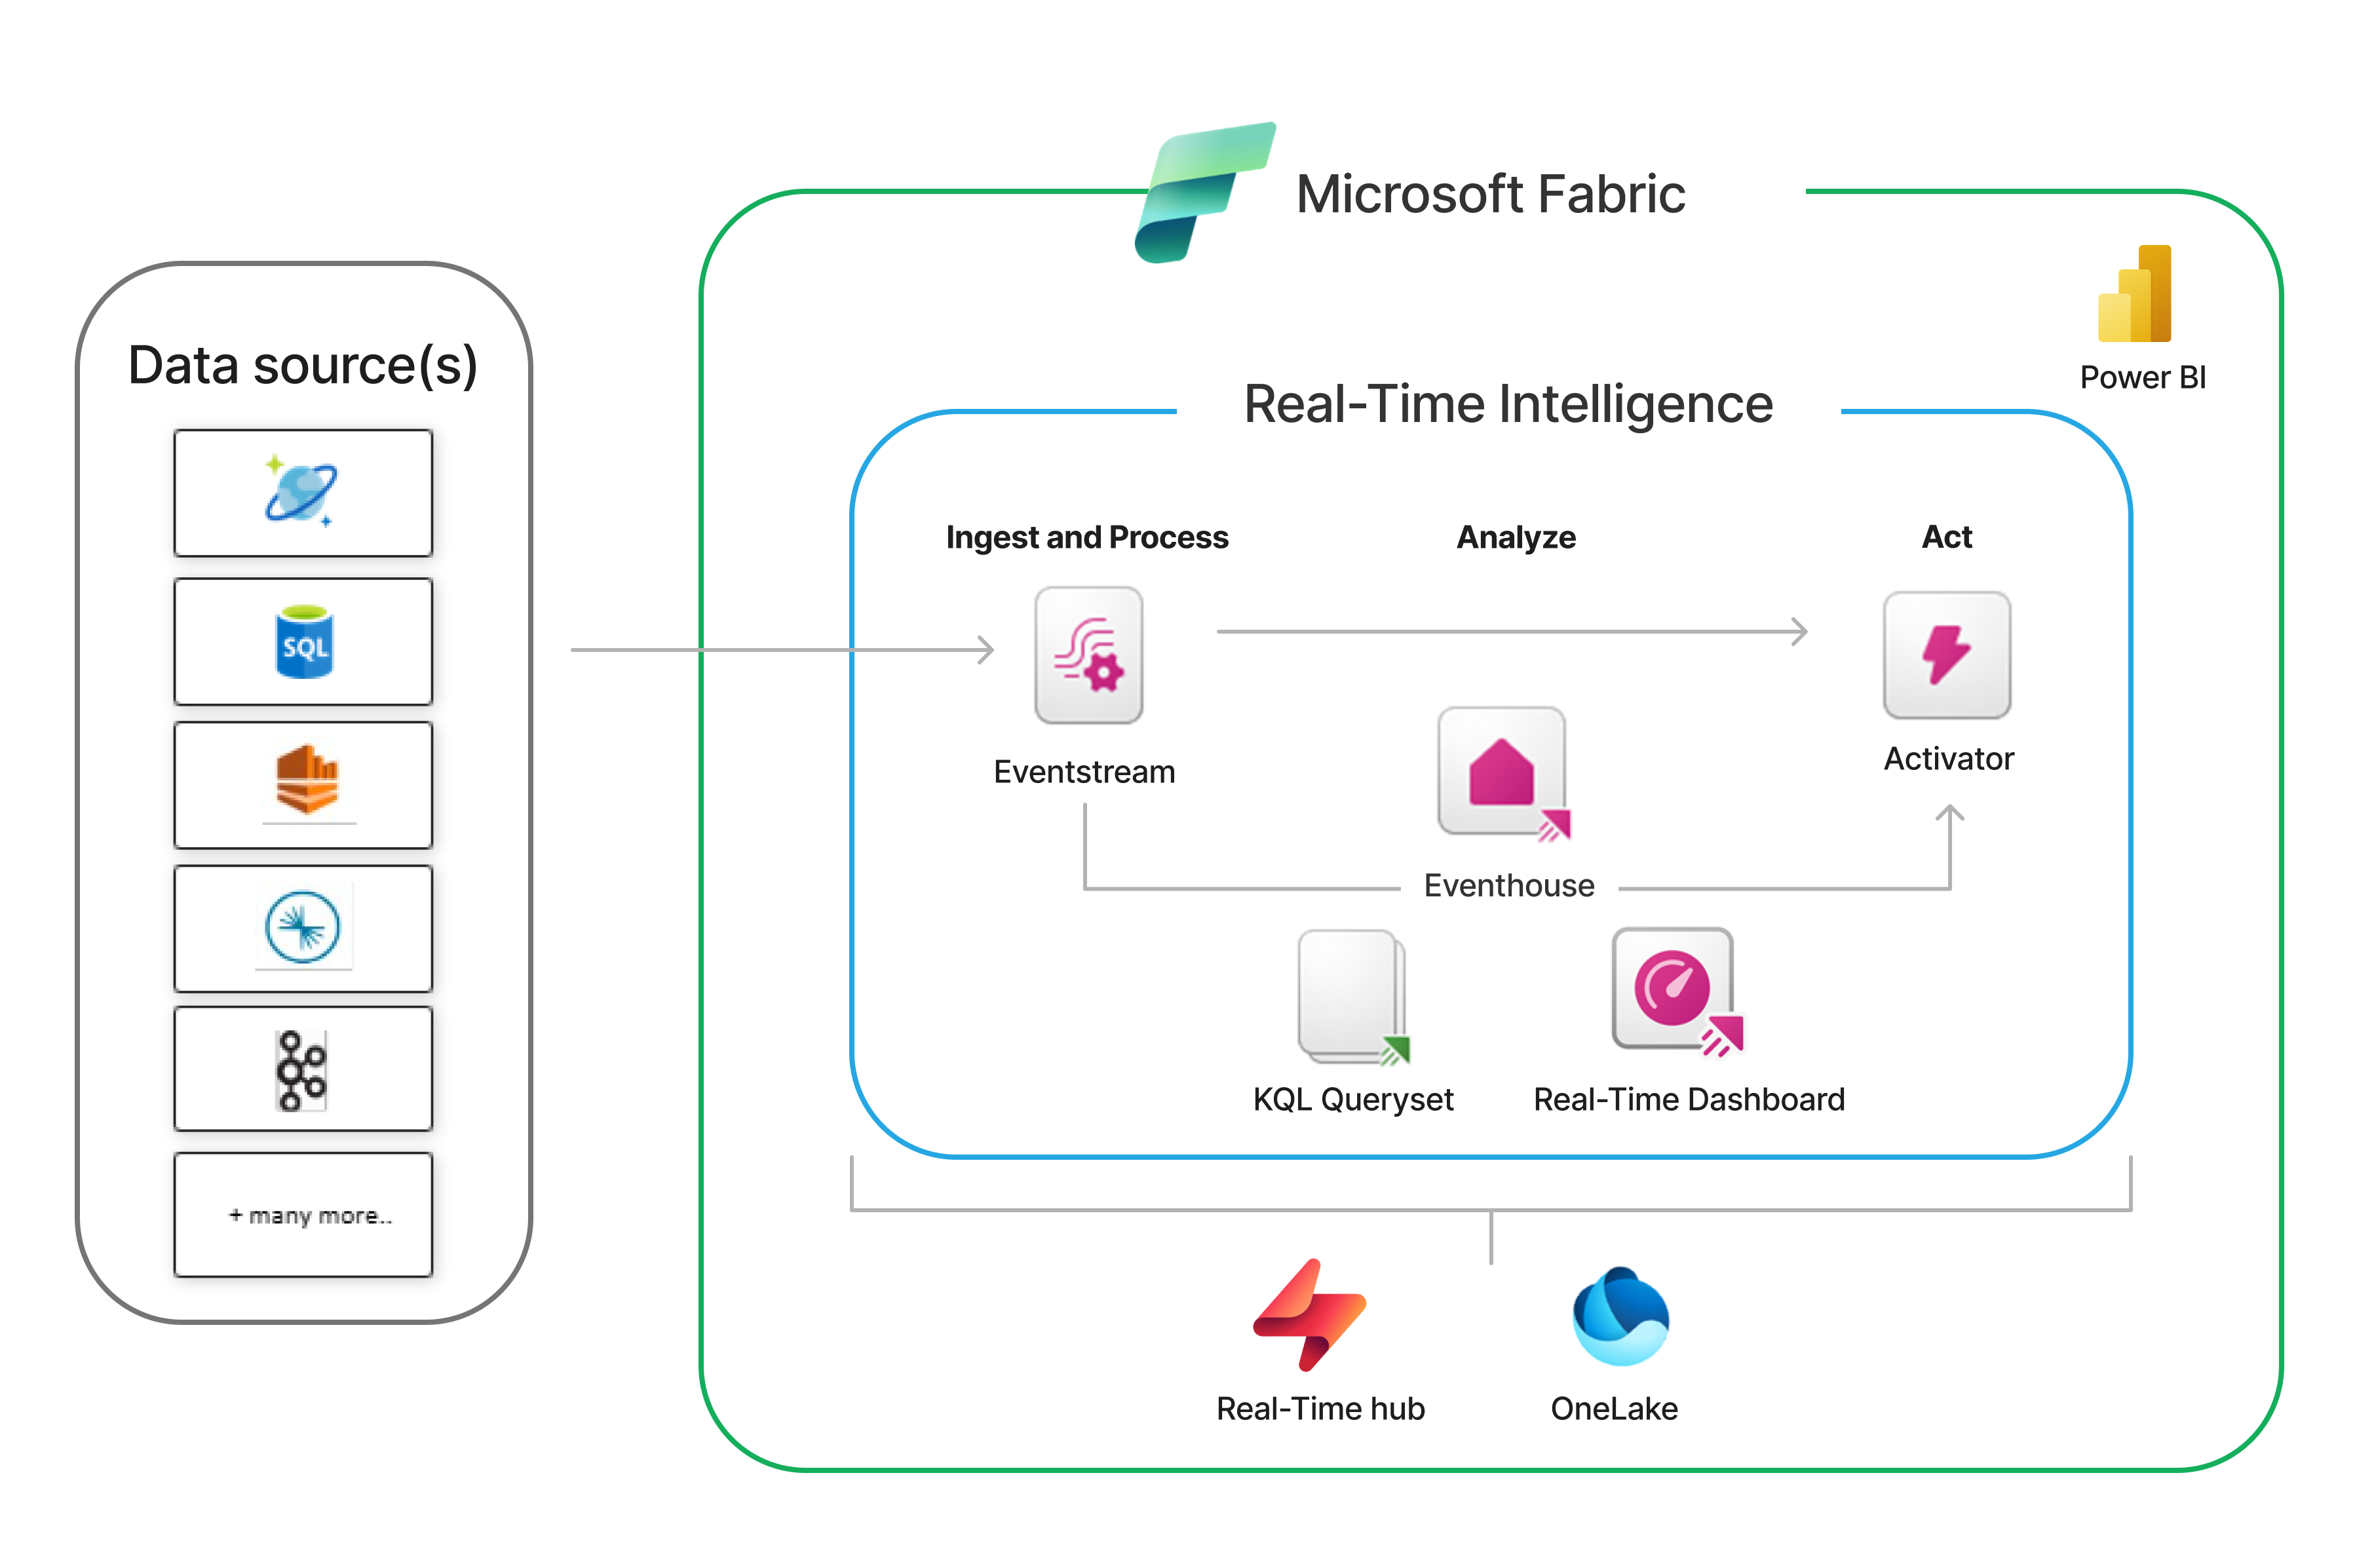 Microsoft Fabric
Power BI
Data source(s)
SQL
+ many more..
Real-Time Intelligence
Ingest and Process
Analyze
Act
Eventstream
Activator
Eventhouse
KQL Queryset
Real-Time Dashboard
Real-Time hub
OneLake